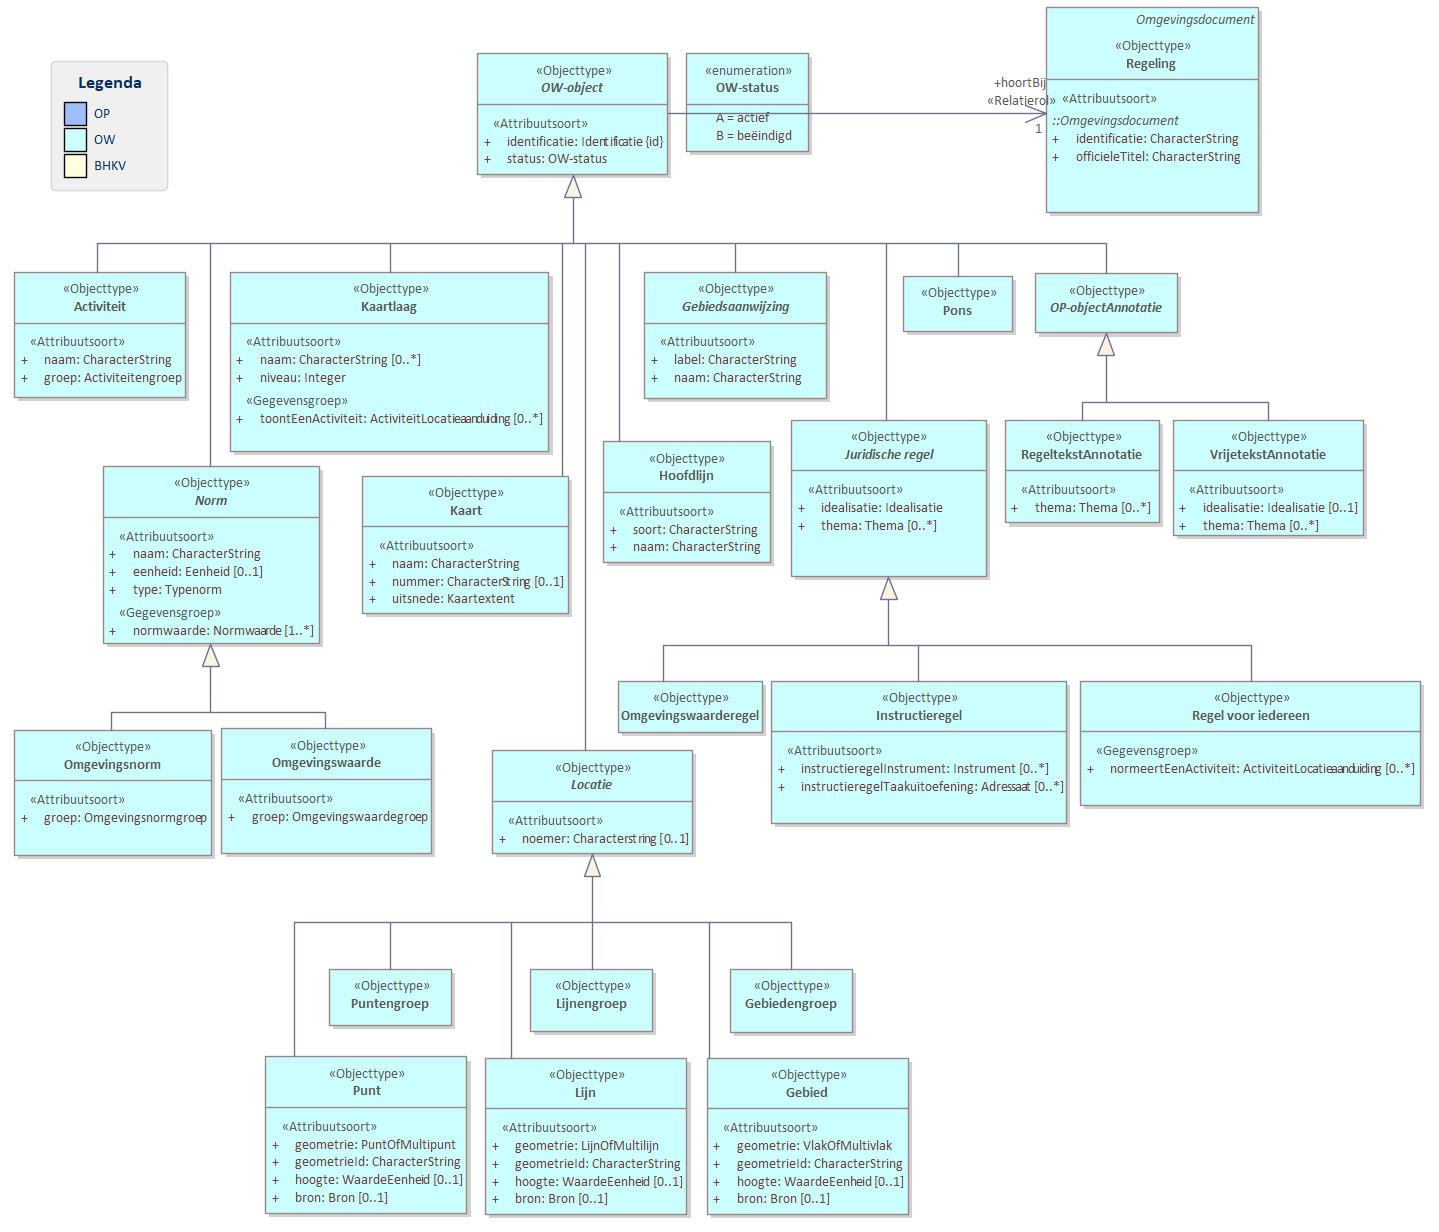 Legenda
OP
OW
BHKV
«Objecttype»
OW-object
«Attribuutsoort»
+ identificatie: Identificatie {id}
+ status: OW-status
«enumeration»
OW-status
A = actief
B = beëindigd
+hoortBij
«Relatierol»
1
Omgevingsdocument
«Objecttype»
Regeling
«Attribuutsoort»
::Omgevingsdocument
+ identificatie: CharacterString
+ officieleTitel: CharacterString
«Objecttype»
Activiteit
«Attribuutsoort»
+ naam: CharacterString
+ groep: Activiteitengroep
«Objecttype»
Kaartlaag
«Attribuutsoort»
+ naam: CharacterString [0..*]
+ niveau: Integer
«Gegevensgroep»
+ toontEenActiviteit: ActiviteitLocatieaanduiding [0..*]
«Objecttype»
Gebiedsaanwijzing
«Attribuutsoort»
+ label: CharacterString
+ naam: CharacterString
«Objecttype»
Pons
«Objecttype»
OP-objectAnnotatie
«Objecttype»
Norm
«Attribuutsoort»
+ naam: CharacterString
+ eenheid: Eenheid [0..1]
+ type: Typenorm
«Gegevensgroep»
+ normwaarde: Normwaarde [1..*]
«Objecttype»
Kaart
«Attribuutsoort»
+ naam: CharacterString
+ nummer: CharacterString [0..1]
+ uitsnede: Kaartextent
«Objecttype»
Hoofdlijn
«Attribuutsoort»
+ soort: CharacterString
+ naam: CharacterString
«Objecttype»
Juridische regel
«Attribuutsoort»
+ idealisatie: Idealisatie
+ thema: Thema [0..*]
«Objecttype»
RegeltekstAnnotatie
«Attribuutsoort»
+ thema: Thema [0..*]
«Objecttype»
VrijetekstAnnotatie
«Attribuutsoort»
+ idealisatie: Idealisatie [0..1]
+ thema: Thema [0..*]
«Objecttype»
Omgevingsnorm
«Attribuutsoort»
+ groep: Omgevingsnormgroep
«Objecttype»
Omgevingswaarde
«Attribuutsoort»
+ groep: Omgevingswaardegroep
«Objecttype»
Locatie
«Attribuutsoort»
+ noemer: Characterstring [0..1]
«Objecttype»
Omgevingswaarderegel
«Objecttype»
Instructieregel
«Attribuutsoort»
+ instructieregelInstrument: Instrument [0..*]
+ instructieregelTaakuitoefening: Adressaat [0..*]
«Objecttype»
Regel voor iedereen
«Gegevensgroep»
+ normeertEenActiviteit: ActiviteitLocatieaanduiding [0..*]
«Objecttype»
Puntengroep
«Objecttype»
Lijnengroep
«Objecttype»
Gebiedengroep
«Objecttype»
Punt
«Attribuutsoort»
+ geometrie: PuntOfMultipunt
+ geometrieId: CharacterString
+ hoogte: WaardeEenheid [0..1]
+ bron: Bron [0..1]
«Objecttype»
Lijn
«Attribuutsoort»
+ geometrie: LijnOfMultilijn
+ geometrieId: CharacterString
+ hoogte: WaardeEenheid [0..1]
+ bron: Bron [0..1]
«Objecttype»
Gebied
«Attribuutsoort»
+ geometrie: VlakOfMultivlak
+ geometrieId: CharacterString
+ hoogte: WaardeEenheid [0..1]
+ bron: Bron [0..1]